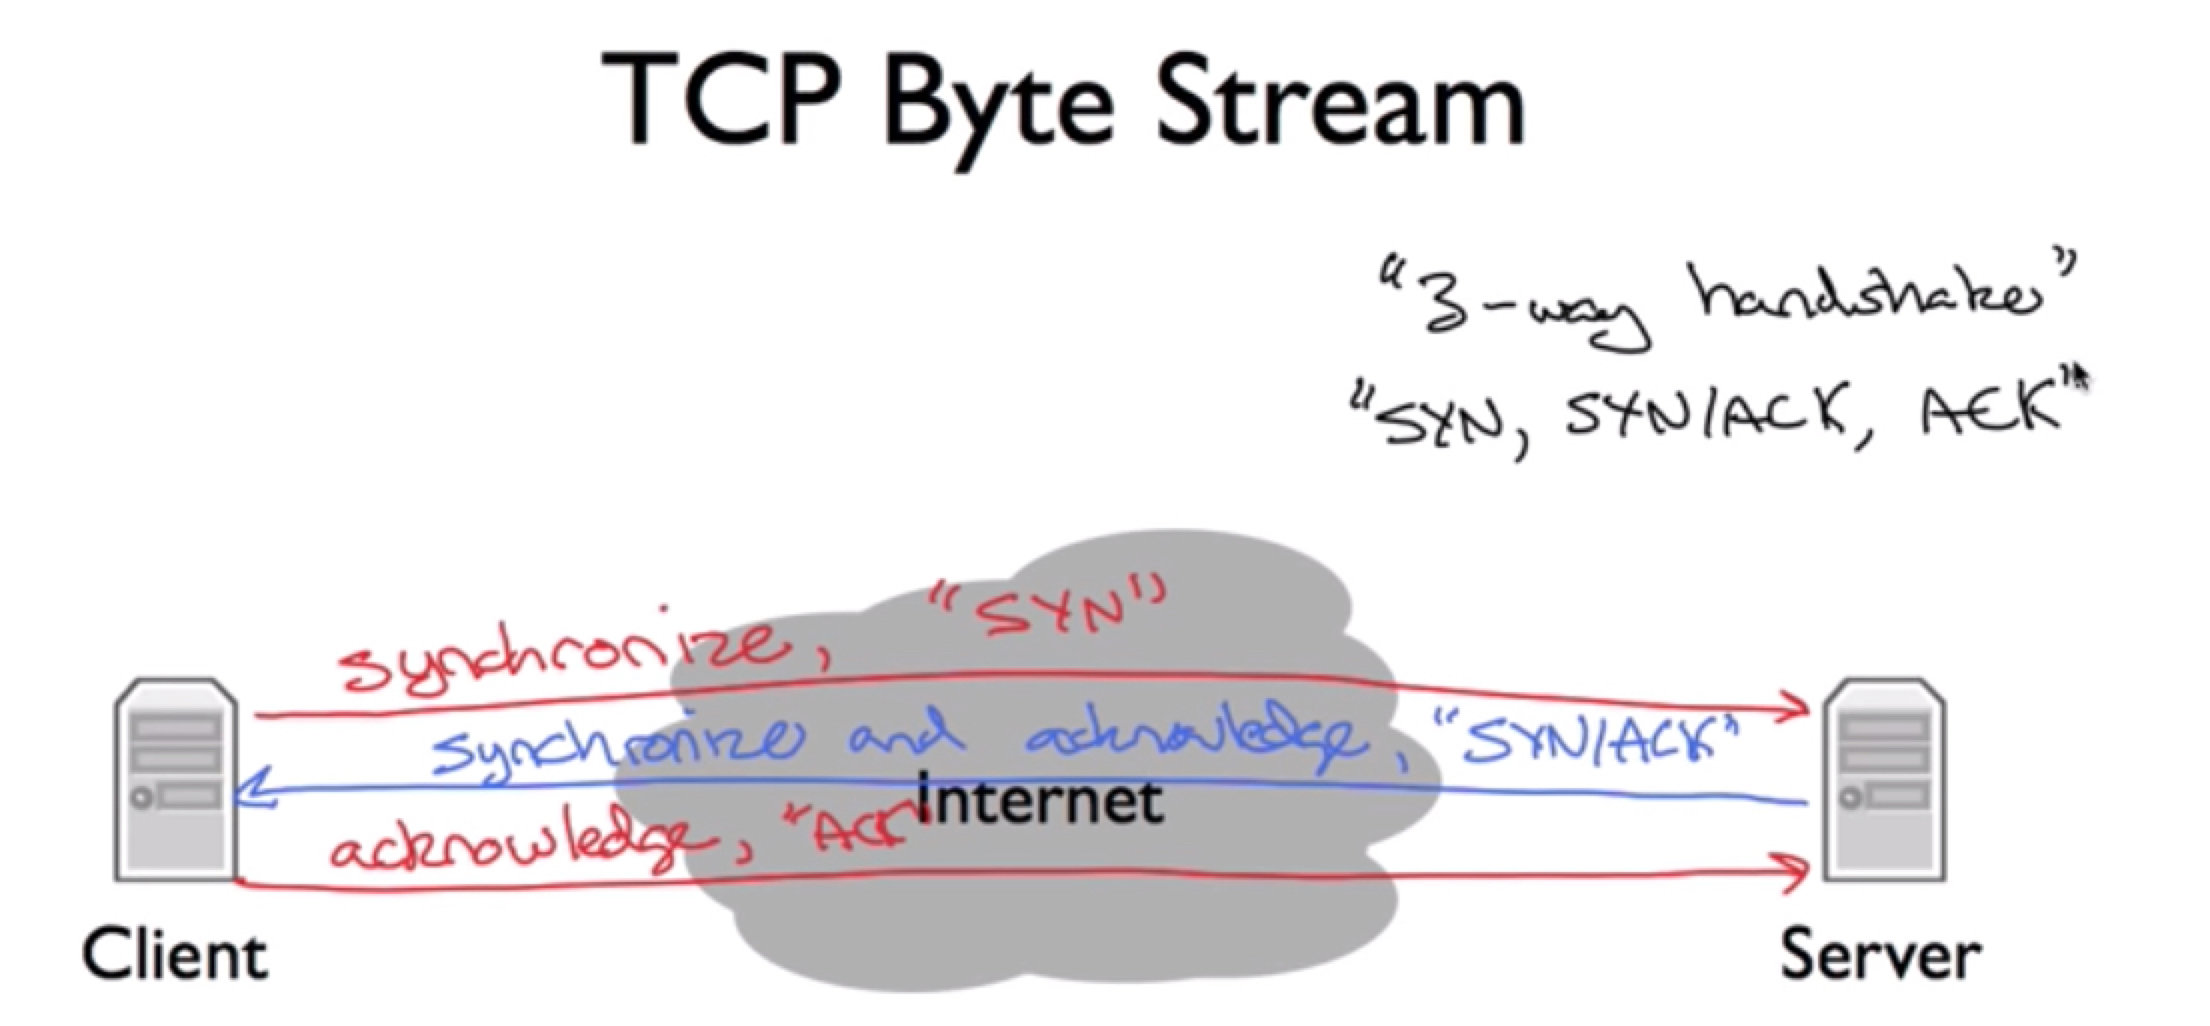 TCP Byte Stream
“3-way handshake”
“SYN, SYN/ACK, ACK”
synchronize, “SYN”
synchronize and acknowledge, “SYN/ACK”
Internet
acknowledge, “ACK”
Client
Server